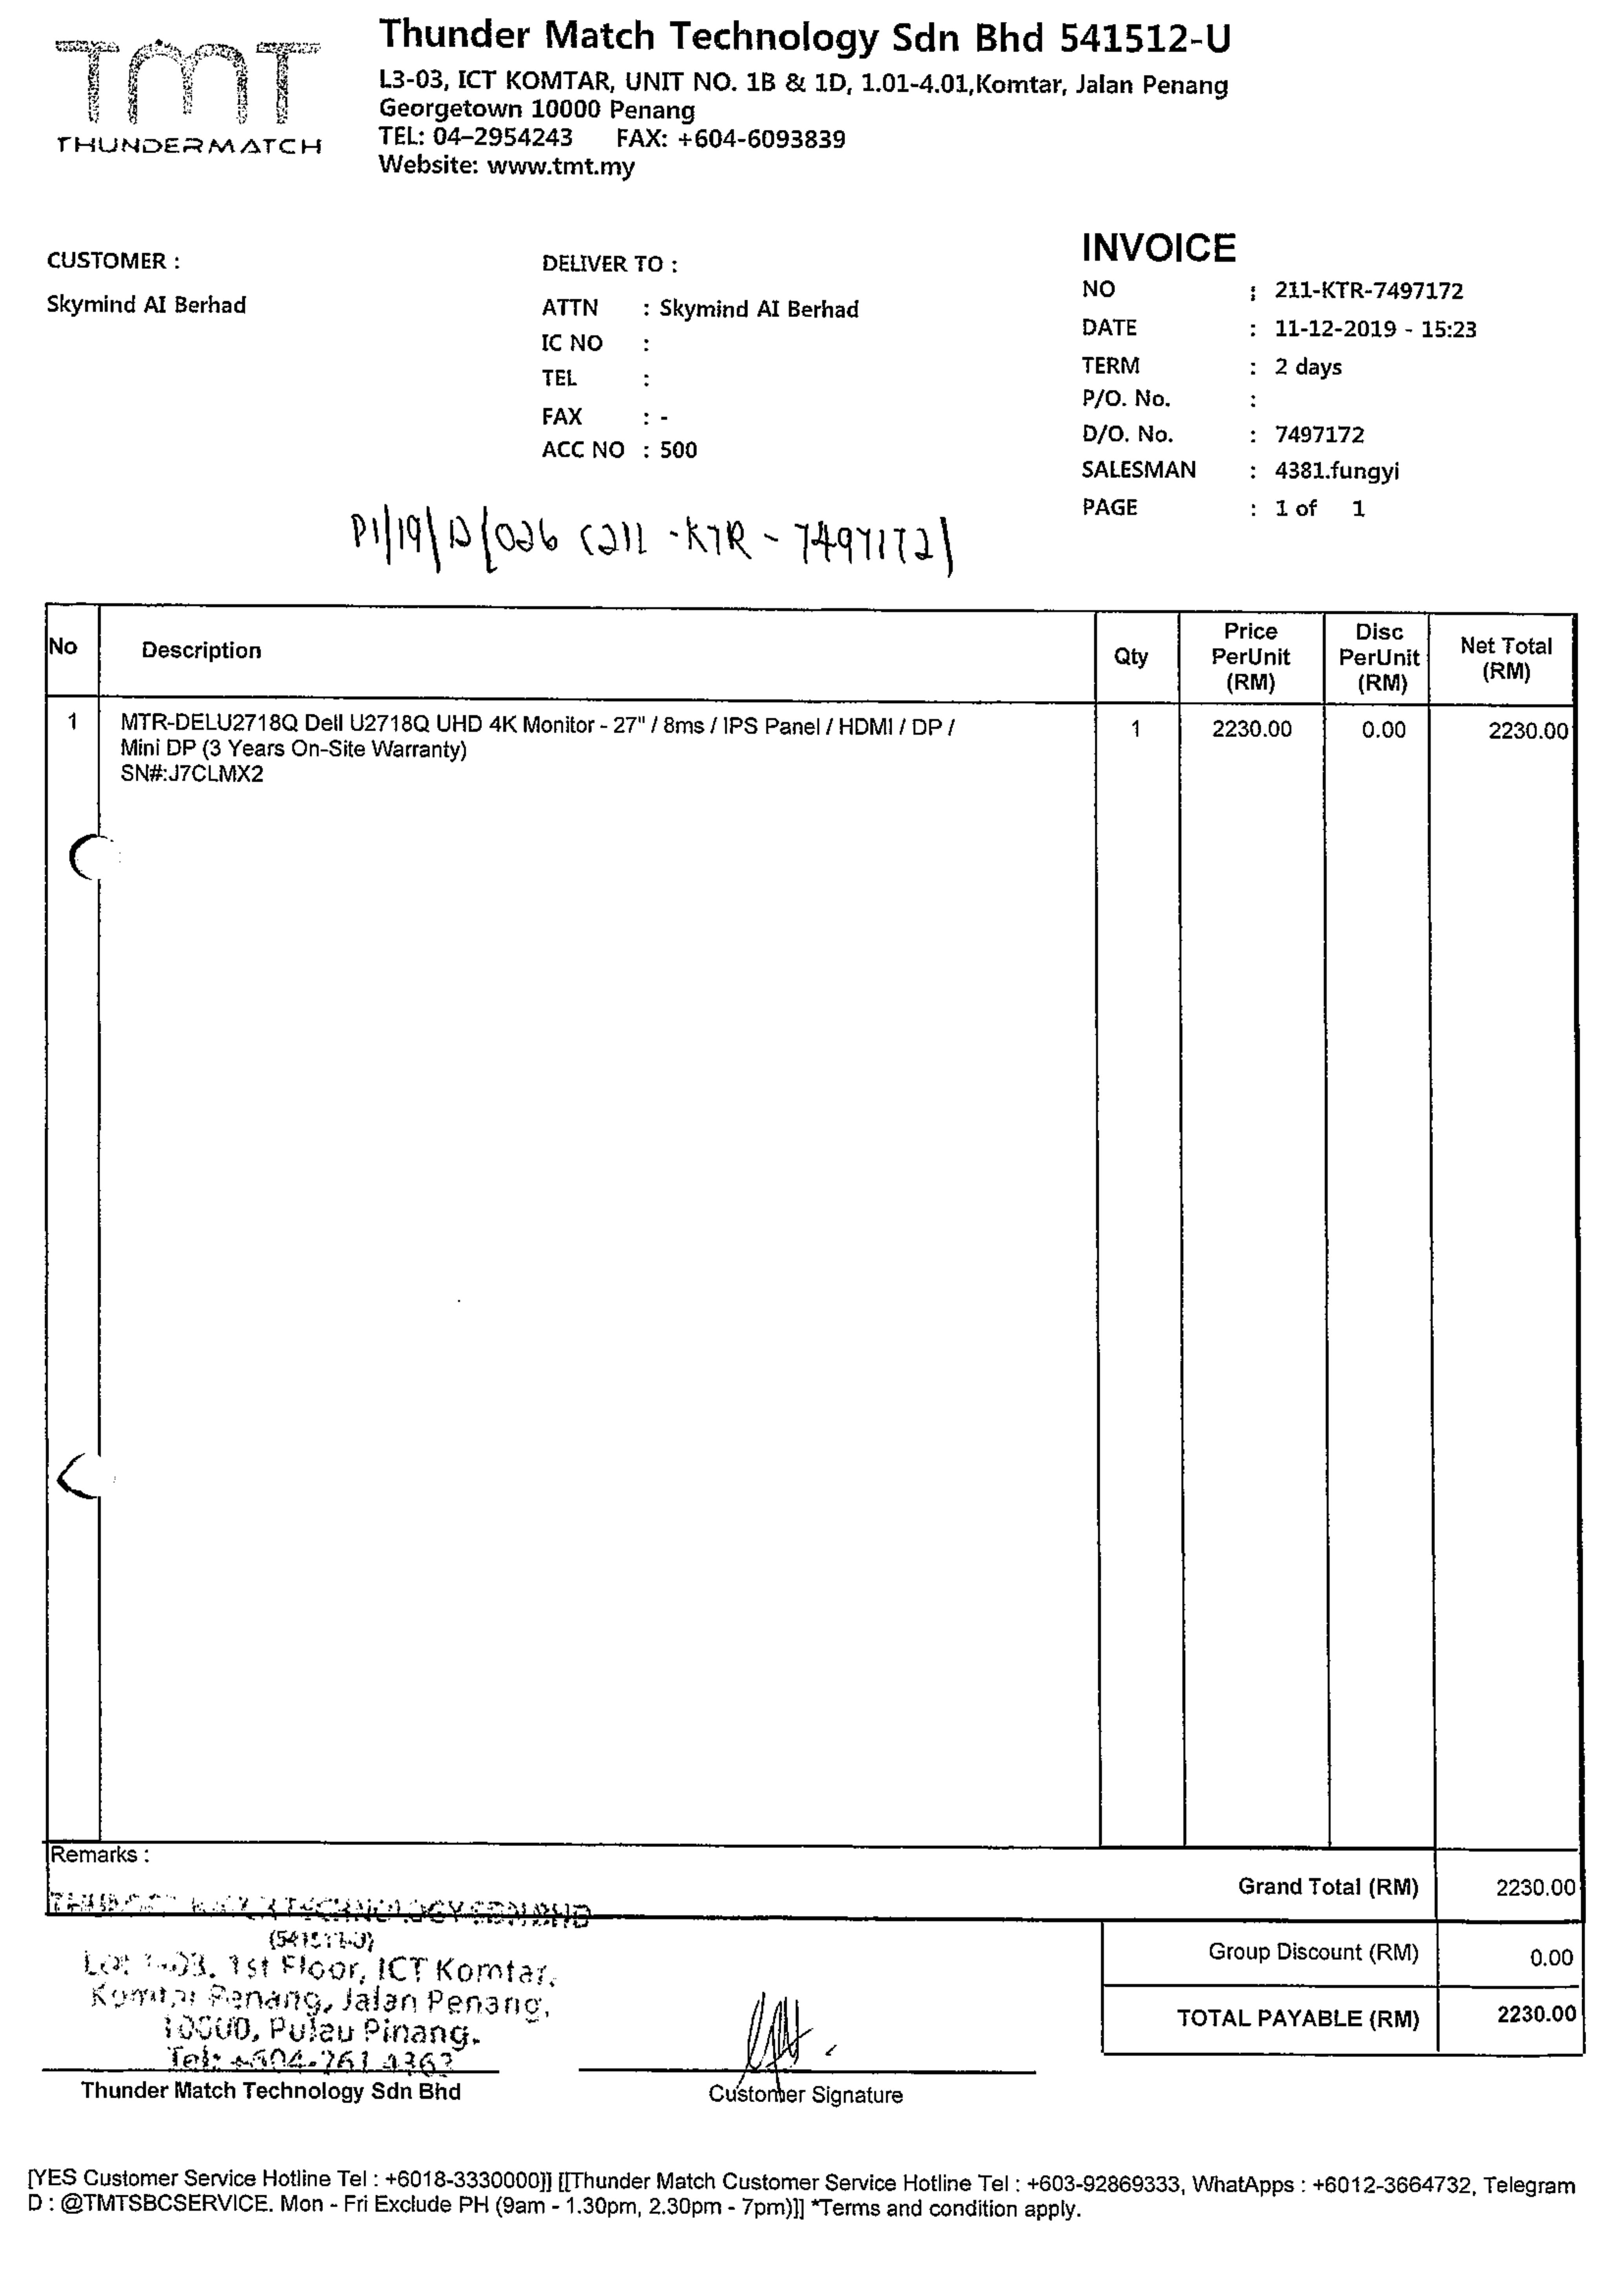 TMT
THUNDERMATCH
Thunder Match Technology Sdn Bhd 541512-U
L3-03, ICT KOMTAR, UNIT NO. 1B & 1D, 1.01-4.01,Komtar, Jalan Penang
Georgetown 10000 Penang
TEL: 04-2954243 FAX: +604-6093839
Website: www.tmt.my
CUSTOMER :
Skymind AI Berhad
DELIVER TO :
ATTN : Skymind AI Berhad
IC NO :
TEL :
FAX : -
ACC NO : 500
INVOICE
NO : 211-KTR-7497172
DATE : 11-12-2019 - 15:23
TERM : 2 days
P/O. No. :
D/O. No. : 7497172
SALESMAN : 4381.fungyi
PAGE : 1 of 1
PI/19/12/026 (211-KTR-7497172)
No Description Qty Price PerUnit (RM) Disc PerUnit (RM) Net Total (RM)
1 MTR-DELU2718Q Dell U2718Q UHD 4K Monitor - 27" / 8ms / IPS Panel / HDMI / DP / 1 2230.00 0.00 2230.00
Mini DP (3 Years On-Site Warranty)
SN#:J7CLMX2
Remarks :
Grand Total (RM) 2230.00
Group Discount (RM) 0.00
TOTAL PAYABLE (RM) 2230.00
TECHNOLOGY SDN BHD
Lot 1st Floor, ICT Komtar,
Komtar Penang, Jalan Penang,
10000, Pulau Pinang.
Tel: +604-261 4363
Thunder Match Technology Sdn Bhd
Customer Signature
[YES Customer Service Hotline Tel : +6018-3330000]] [[Thunder Match Customer Service Hotline Tel : +603-92869333, WhatApps : +6012-3664732, Telegram
D : @TMTSBCSERVICE. Mon - Fri Exclude PH (9am - 1.30pm, 2.30pm - 7pm)]] *Terms and condition apply.